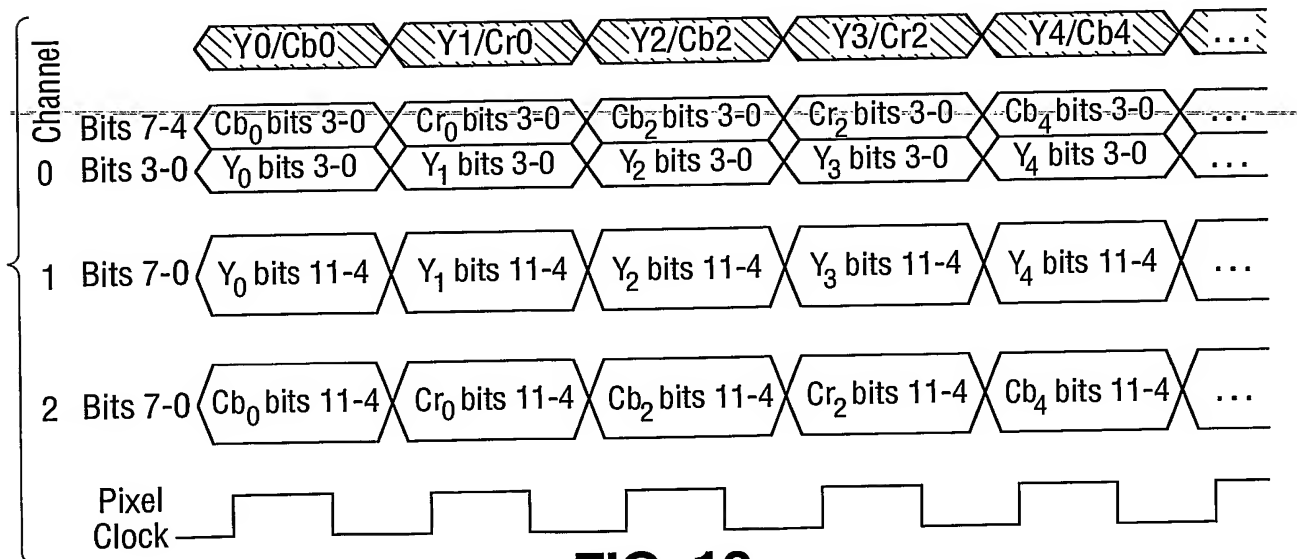 Channel
Y0/Cb0 Y1/Cr0 Y2/Cb2 Y3/Cr2 Y4/Cb4 ...
Bits 7-4 Cb0 bits 3-0 Cr0 bits 3-0 Cb2 bits 3-0 Cr2 bits 3-0 Cb4 bits 3-0 ...
0 Bits 3-0 Y0 bits 3-0 Y1 bits 3-0 Y2 bits 3-0 Y3 bits 3-0 Y4 bits 3-0 ...
1 Bits 7-0 Y0 bits 11-4 Y1 bits 11-4 Y2 bits 11-4 Y3 bits 11-4 Y4 bits 11-4 ...
2 Bits 7-0 Cb0 bits 11-4 Cr0 bits 11-4 Cb2 bits 11-4 Cr2 bits 11-4 Cb4 bits 11-4 ...
Pixel
Clock